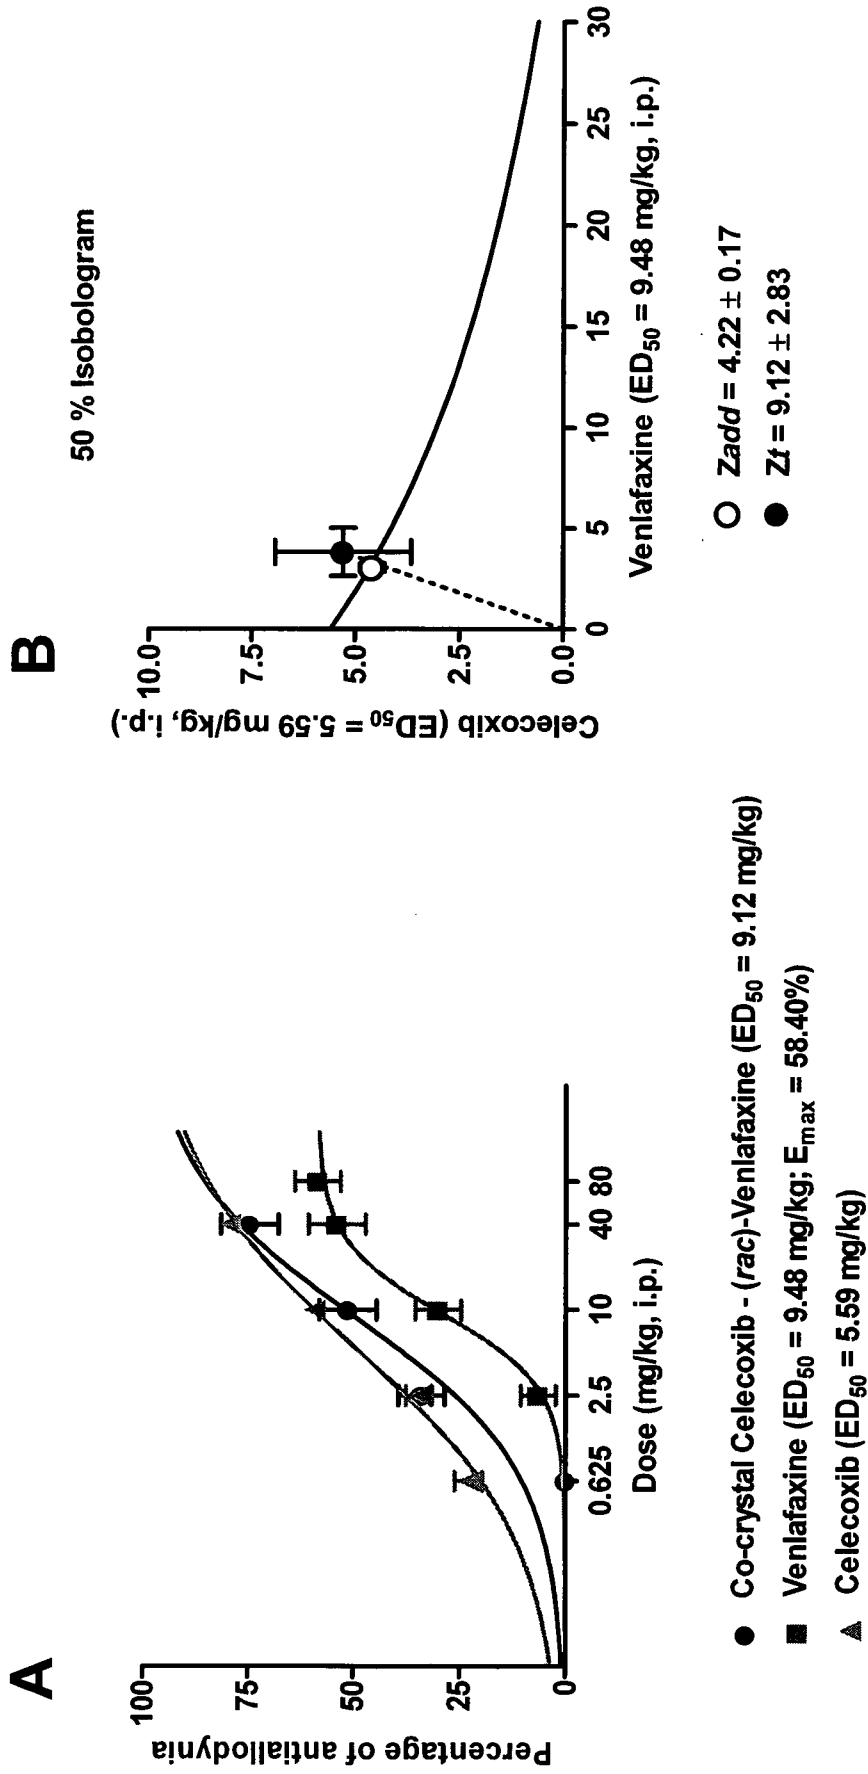 A
100
75
50
25
0
Percentage of antiallodynia
0.625
2.5
10
40
80
Dose (mg/kg, i.p.)
Co-crystal Celecoxib - (rac)-Venlafaxine (ED50 = 9.12 mg/kg)
Venlafaxine (ED50 = 9.48 mg/kg; Emax = 58.40%)
Celecoxib (ED50 = 5.59 mg/kg)
B
50 % Isobologram
10.0
7.5
5.0
2.5
0.0
Celecoxib (ED50 = 5.59 mg/kg, i.p.)
0
5
10
15
20
25
30
Venlafaxine (ED50 = 9.48 mg/kg, i.p.)
Zadd = 4.22 ± 0.17
Zt = 9.12 ± 2.83